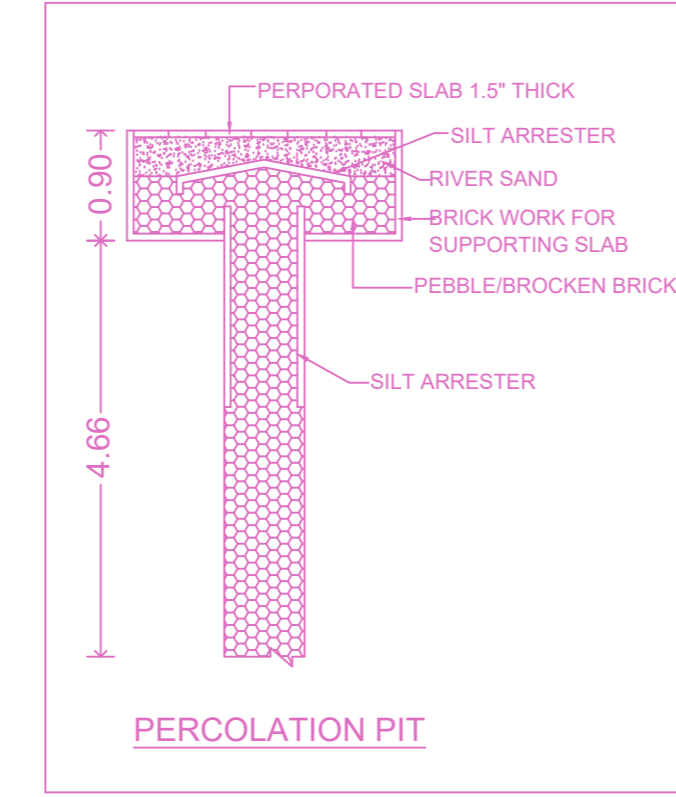 PERPORATED SLAB 1.5" THICK
SILT ARRESTER
RIVER SAND
BRICK WORK FOR
SUPPORTING SLAB
PEBBLE/BROCKEN BRICK
SILT ARRESTER
0.90
4.66
PERCOLATION PIT